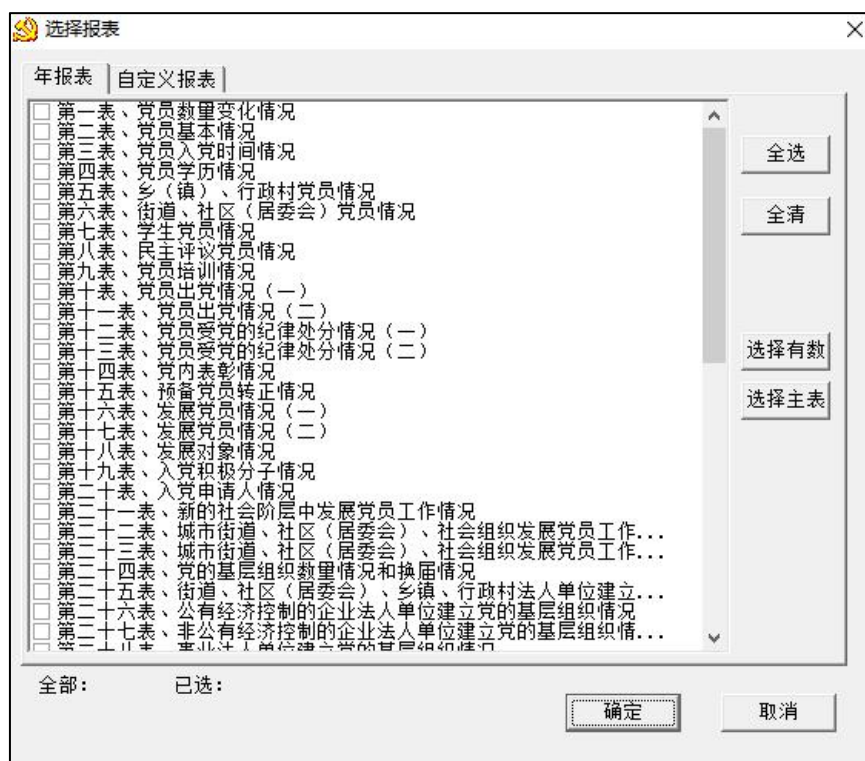 选择报表
年报表 自定义报表
第一表、党员数量变化情况
第二表、党员基本情况
第三表、党员入党时间情况
第四表、党员学历情况
第五表、乡（镇）、行政村党员情况
第六表、街道、社区（居委会）党员情况
第七表、学生党员情况
第八表、民主评议党员情况
第九表、党员培训情况
第十表、党员出党情况（一）
第十一表、党员出党情况（二）
第十二表、党员受党的纪律处分情况（一）
第十三表、党员受党的纪律处分情况（二）
第十四表、党内表彰情况
第十五表、预备党员转正情况
第十六表、发展党员情况（一）
第十七表、发展党员情况（二）
第十八表、发展对象情况
第十九表、入党积极分子情况
第二十表、入党申请人情况
第二十一表、新的社会阶层中发展党员工作情况
第二十二表、城市街道、社区（居委会）、社会组织发展党员工作...
第二十三表、城市街道、社区（居委会）、社会组织发展党员工作...
第二十四表、党的基层组织数量情况和换届情况
第二十五表、街道、社区（居委会）、乡镇、行政村法人单位建立...
第二十六表、公有经济控制的企业法人单位建立党的基层组织情况
第二十七表、非公有经济控制的企业法人单位建立党的基层组织情...
第二十八表、事业法人单位建立党的基层组织情况
全选
全清
选择有数
选择主表
全部： 已选：
确定 取消